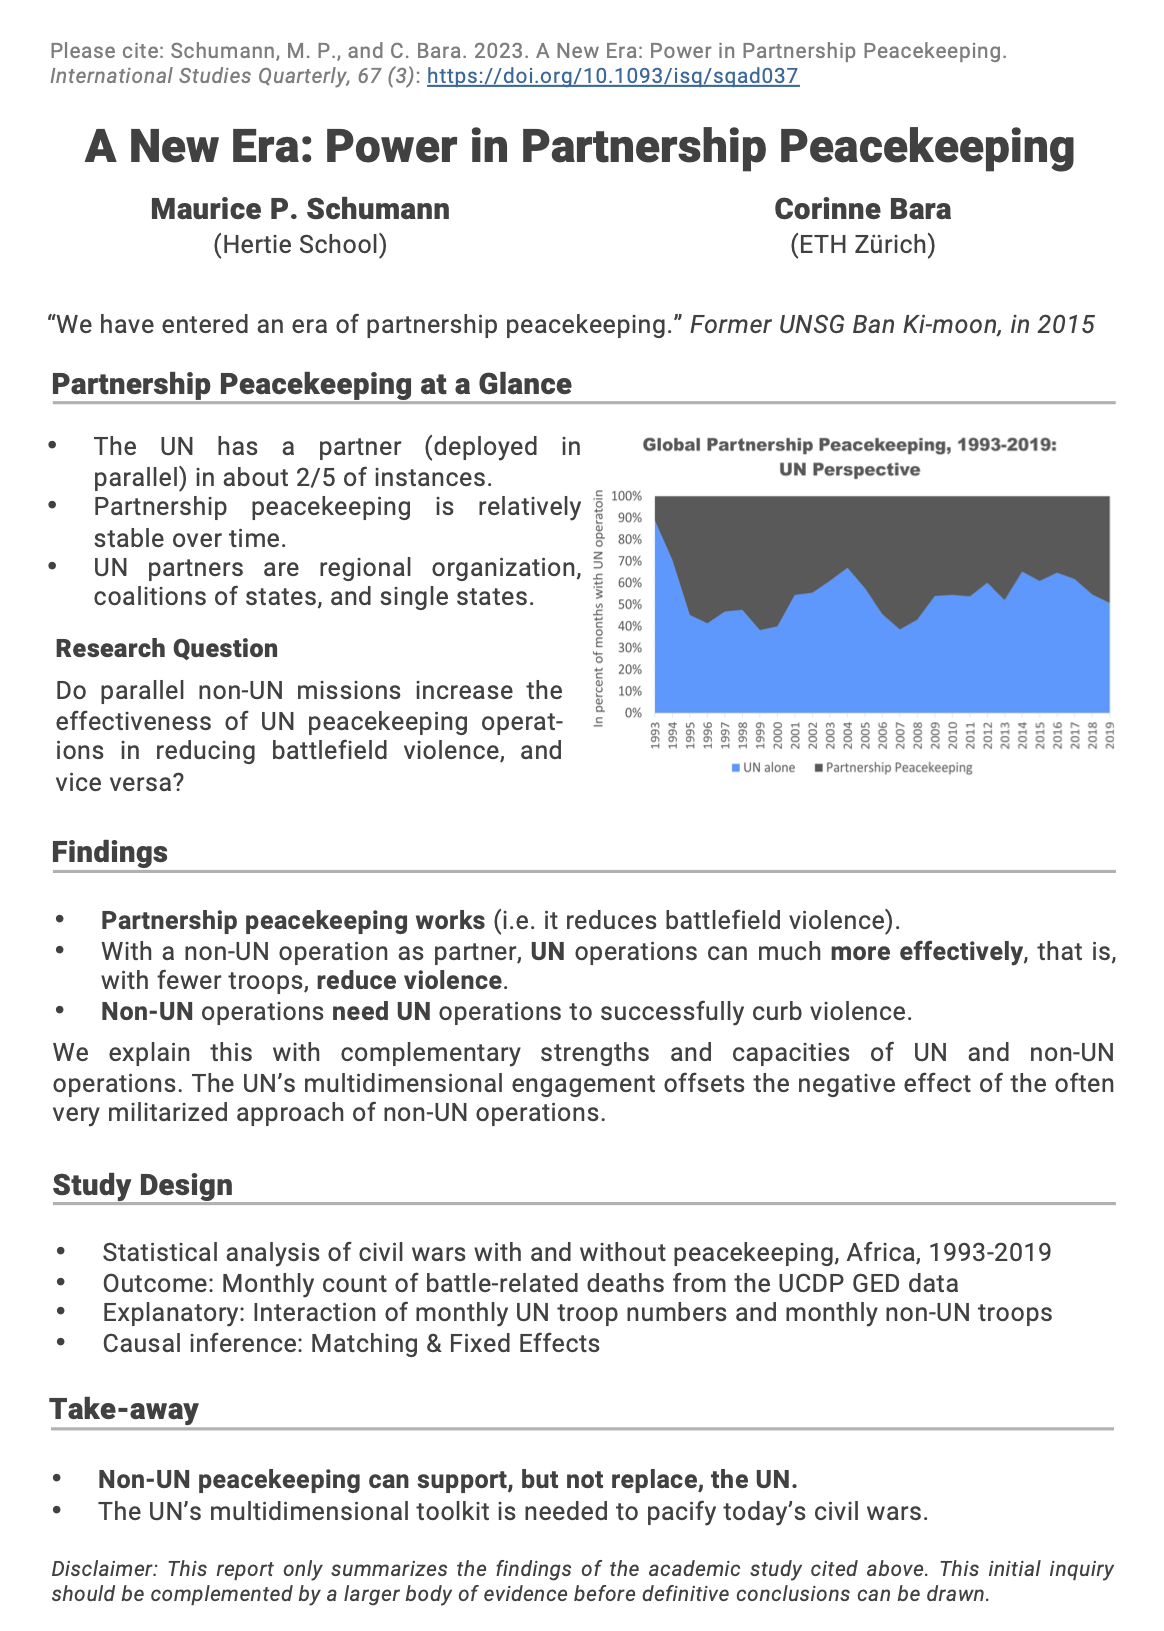 Please cite: Schumann, M. P., and C. Bara. 2023. A New Era: Power in Partnership Peacekeeping.
International Studies Quarterly, 67 (3): https://doi.org/10.1093/isq/sqad037
A New Era: Power in Partnership Peacekeeping
Maurice P. Schumann
(Hertie School)
Corinne Bara
(ETH Zürich)
“We have entered an era of partnership peacekeeping.” Former UNSG Ban Ki-moon, in 2015
Partnership Peacekeeping at a Glance
• The UN has a partner (deployed in
parallel) in about 2/5 of instances.
• Partnership peacekeeping is relatively
stable over time.
• UN partners are regional organization,
coalitions of states, and single states.
Research Question
Do parallel non-UN missions increase the
effectiveness of UN peacekeeping operat-
ions in reducing battlefield violence, and
vice versa?
Global Partnership Peacekeeping, 1993-2019:
UN Perspective
In percent of months with UN operatoin
100%
90%
80%
70%
60%
50%
40%
30%
20%
10%
0%
1993 1994 1995 1996 1997 1998 1999 2000 2001 2002 2003 2004 2005 2006 2007 2008 2009 2010 2011 2012 2013 2014 2015 2016 2017 2018 2019
UN alone Partnership Peacekeeping
Findings
• Partnership peacekeeping works (i.e. it reduces battlefield violence).
• With a non-UN operation as partner, UN operations can much more effectively, that is,
with fewer troops, reduce violence.
• Non-UN operations need UN operations to successfully curb violence.
We explain this with complementary strengths and capacities of UN and non-UN
operations. The UN’s multidimensional engagement offsets the negative effect of the often
very militarized approach of non-UN operations.
Study Design
• Statistical analysis of civil wars with and without peacekeeping, Africa, 1993-2019
• Outcome: Monthly count of battle-related deaths from the UCDP GED data
• Explanatory: Interaction of monthly UN troop numbers and monthly non-UN troops
• Causal inference: Matching & Fixed Effects
Take-away
• Non-UN peacekeeping can support, but not replace, the UN.
• The UN’s multidimensional toolkit is needed to pacify today’s civil wars.
Disclaimer: This report only summarizes the findings of the academic study cited above. This initial inquiry
should be complemented by a larger body of evidence before definitive conclusions can be drawn.